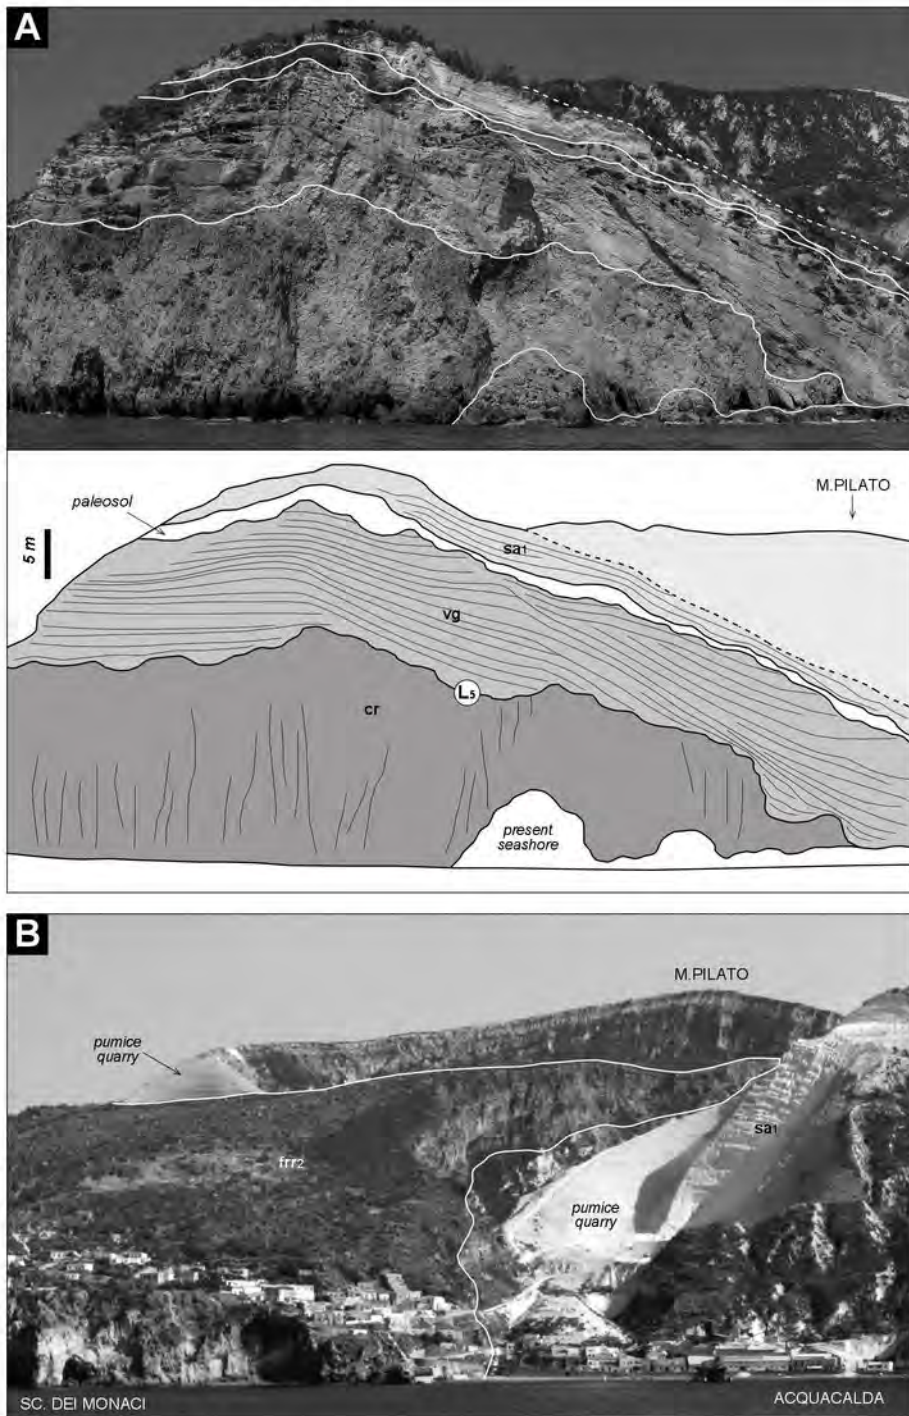 A
paleosol
M.PILATO
5 m
sa1
vg
L5
cr
present
seashore
B
M.PILATO
pumice
quarry
sa1
frr2
pumice
quarry
SC. DEI MONACI
ACQUACALDA